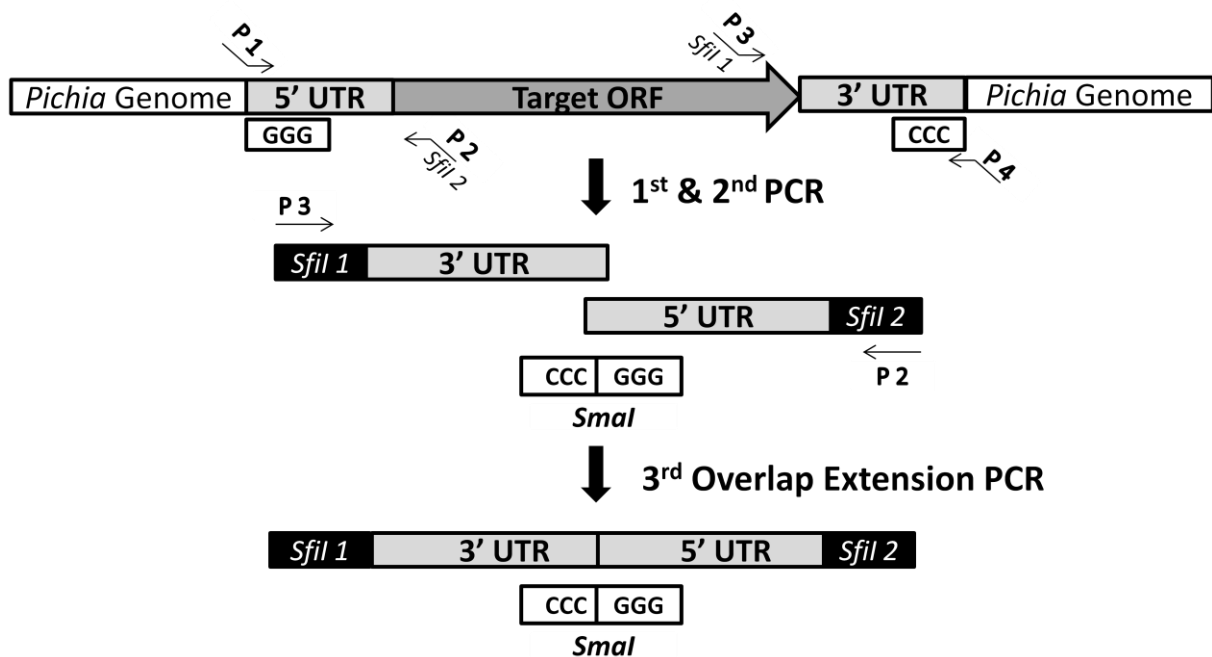 P 1
P 3
SfiI 1
Pichia Genome 5' UTR Target ORF 3' UTR Pichia Genome
GGG
P 2
SfiI 2
CCC
P 4
1st & 2nd PCR
P 3
SfiI 1 3' UTR
5' UTR SfiI 2
P 2
CCC GGG
SmaI
3rd Overlap Extension PCR
SfiI 1 3' UTR 5' UTR SfiI 2
CCC GGG
SmaI